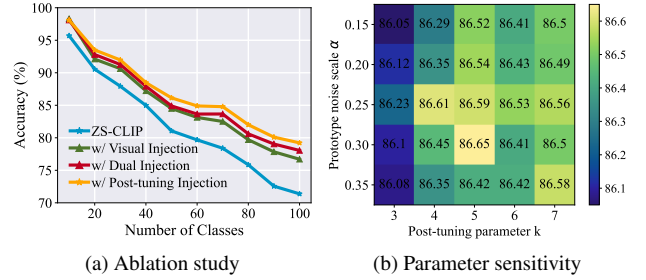 100
95
90
85
80
75
70
Accuracy (%)
ZS-CLIP
w/ Visual Injection
w/ Dual Injection
w/ Post-tuning Injection
20 40 60 80 100
Number of Classes
(a) Ablation study
Prototype noise scale α
0.15 86.05 86.29 86.52 86.41 86.5
0.20 86.12 86.35 86.54 86.43 86.49
0.25 86.23 86.61 86.59 86.53 86.56
0.30 86.1 86.45 86.65 86.41 86.5
0.35 86.08 86.35 86.42 86.42 86.58
3 4 5 6 7
Post-tuning parameter k
86.6
86.5
86.4
86.3
86.2
86.1
(b) Parameter sensitivity